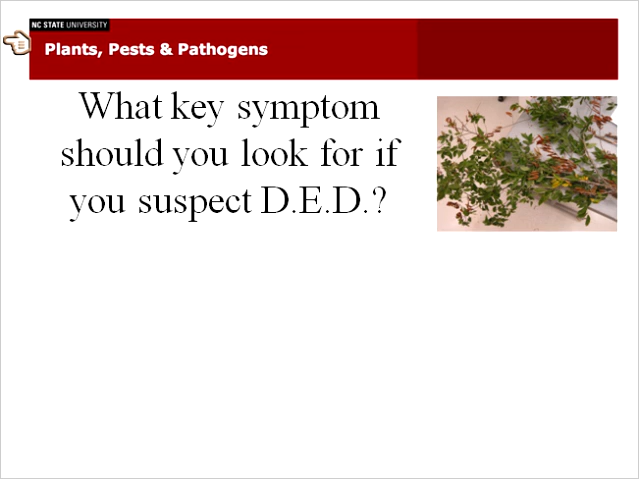 NC STATE UNIVERSITY
Plants, Pests & Pathogens
What key symptom
should you look for if
you suspect D.E.D.?